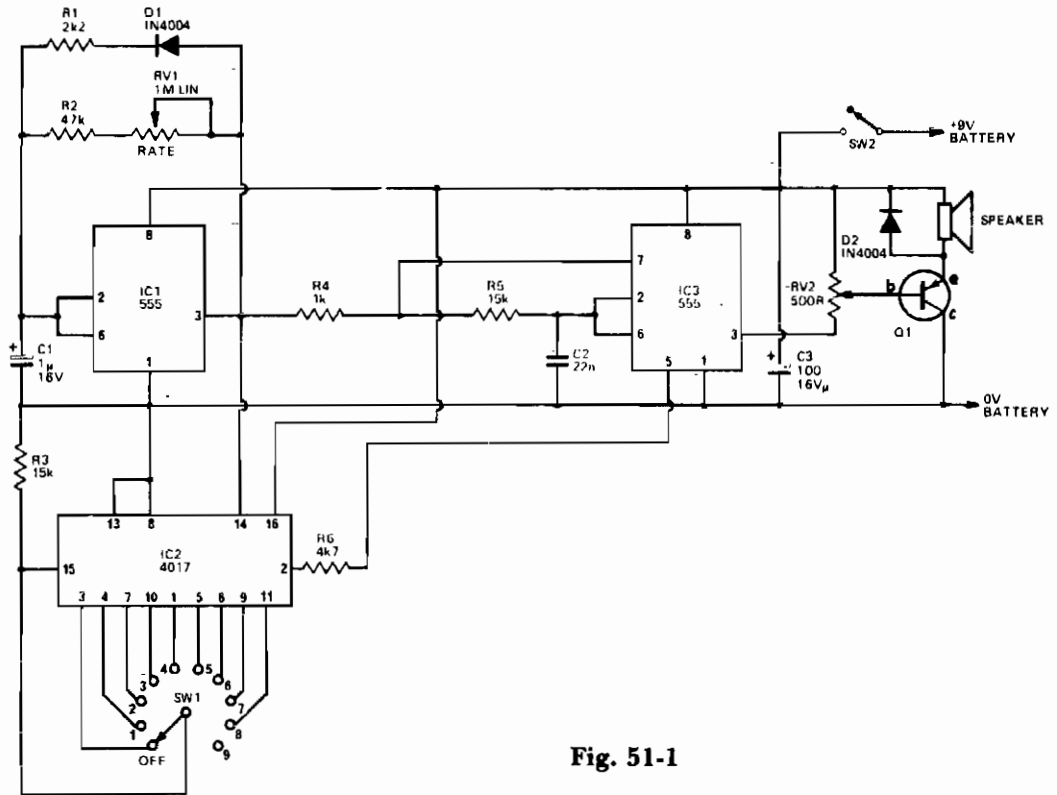 R1
2k2
D1
IN4004
RV1
1M LIN
R2
47k
RATE
+9V
BATTERY
SW2
8
IC1
555
2
6
3
1
+
C1
1µ
16V
R4
1k
R5
15k
C2
22n
8
7
2
6
IC3
555
3
5
1
D2
IN4004
RV2
500R
SPEAKER
b
e
c
Q1
+
C3
100
16Vµ
0V
BATTERY
R3
15k
13
8
14
16
IC2
4017
15
2
R6
4k7
3
4
7
10
1
5
6
9
11
4
5
3
6
2
SW1
7
1
8
OFF
9
Fig. 51-1